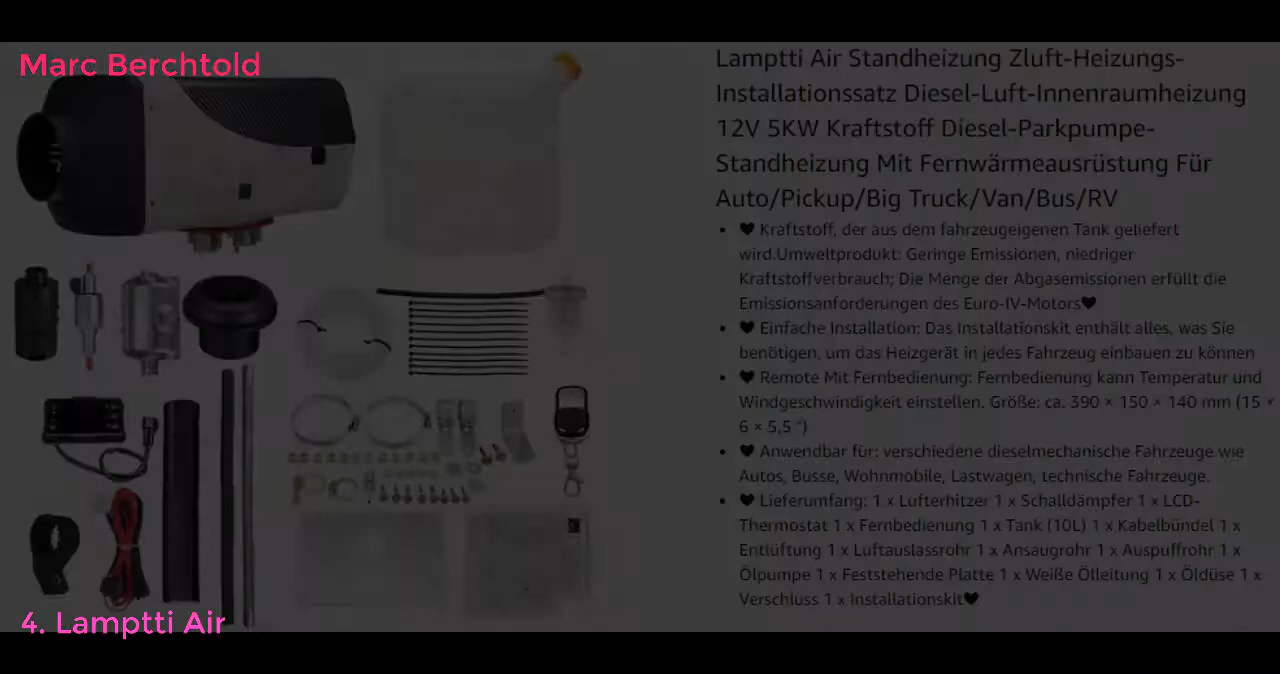 Marc Berchtold
Lamptti Air Standheizung Zluft-Heizungs-
Installationssatz Diesel-Luft-Innenraumheizung
12V 5KW Kraftstoff Diesel-Parkpumpe-
Standheizung Mit Fernwärmeausrüstung Für
Auto/Pickup/Big Truck/Van/Bus/RV
• ♥ Kraftstoff, der aus dem fahrzeugeigenen Tank geliefert
wird.Umweltprodukt: Geringe Emissionen, niedriger
Kraftstoffverbrauch; Die Menge der Abgasemissionen erfüllt die
Emissionsanforderungen des Euro-IV-Motors♥
• ♥ Einfache Installation: Das Installationskit enthält alles, was Sie
benötigen, um das Heizgerät in jedes Fahrzeug einbauen zu können
• ♥ Remote Mit Fernbedienung: Fernbedienung kann Temperatur und
Windgeschwindigkeit einstellen. Größe: ca. 390 × 150 × 140 mm (15 ×
6 × 5,5 ")
• ♥ Anwendbar für: verschiedene dieselmechanische Fahrzeuge wie
Autos, Busse, Wohnmobile, Lastwagen, technische Fahrzeuge.
• ♥ Lieferumfang: 1 x Lufterhitzer 1 x Schalldämpfer 1 x LCD-
Thermostat 1 x Fernbedienung 1 x Tank (10L) 1 x Kabelbündel 1 x
Entlüftung 1 x Luftauslassrohr 1 x Ansaugrohr 1 x Auspuffrohr 1 x
Ölpumpe 1 x Feststehende Platte 1 x Weiße Ölleitung 1 x Öldüse 1 x
Verschluss 1 x Installationskit♥
4. Lamptti Air